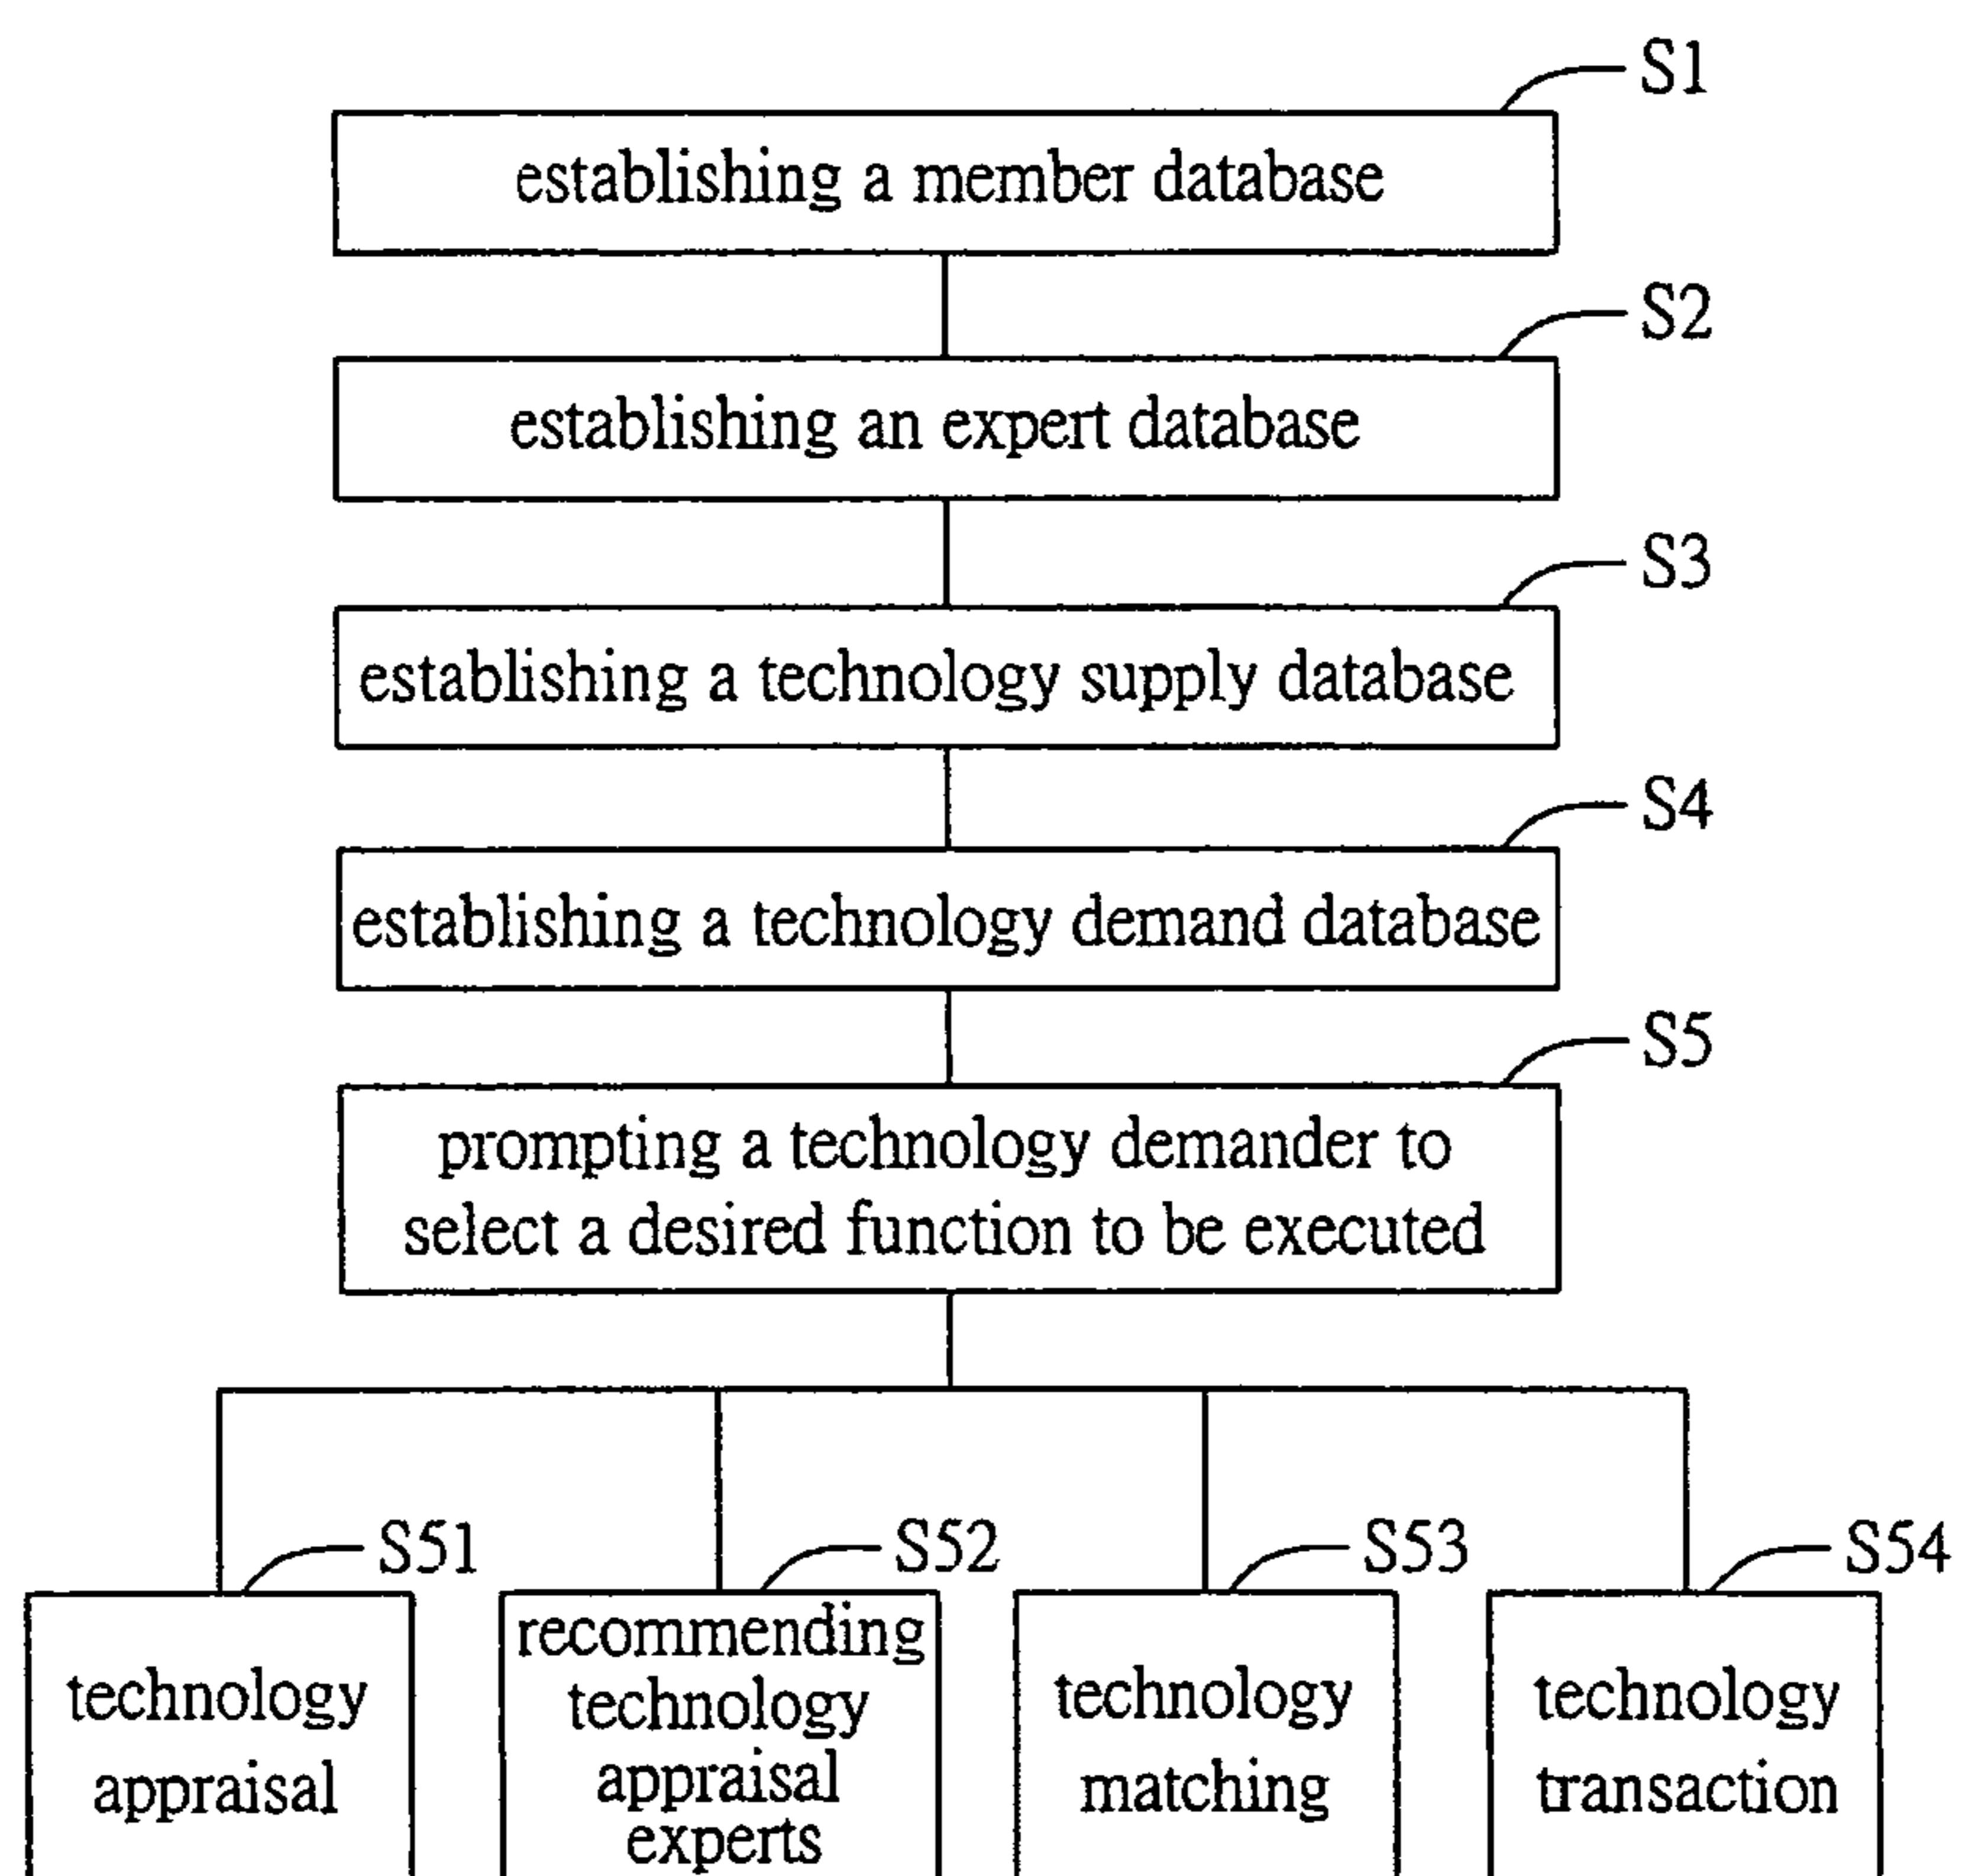 S1
establishing a member database
S2
establishing an expert database
S3
establishing a technology supply database
S4
establishing a technology demand database
S5
prompting a technology demander to
select a desired function to be executed
S51
technology
appraisal
S52
recommending
technology
appraisal
experts
S53
technology
matching
S54
technology
transaction